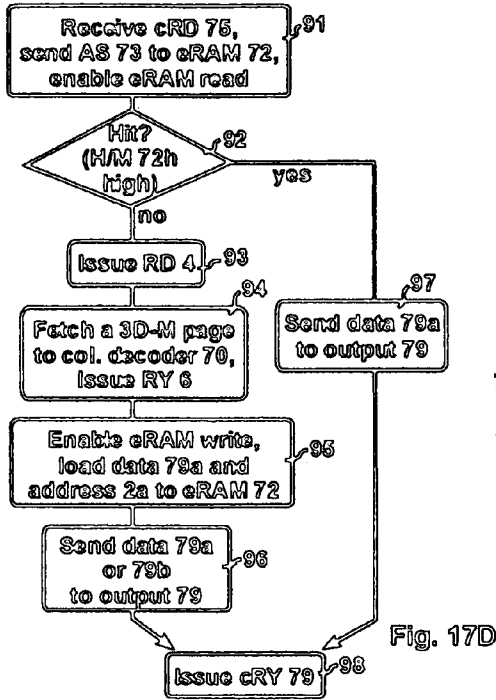 Receive cRD 75,
send AS 73 to eRAM 72,
enable eRAM read
91
Hit?
(H/M 72h
high)
92
yes
no
Issue RD 4
93
94
Fetch a 3D-M page
to col. decoder 70,
Issue RY 6
97
Send data 79a
to output 79
Enable eRAM write,
load data 79a and
address 2a to eRAM 72
95
Send data 79a
or 79b
to output 79
96
Fig. 17D
Issue cRY 79
98